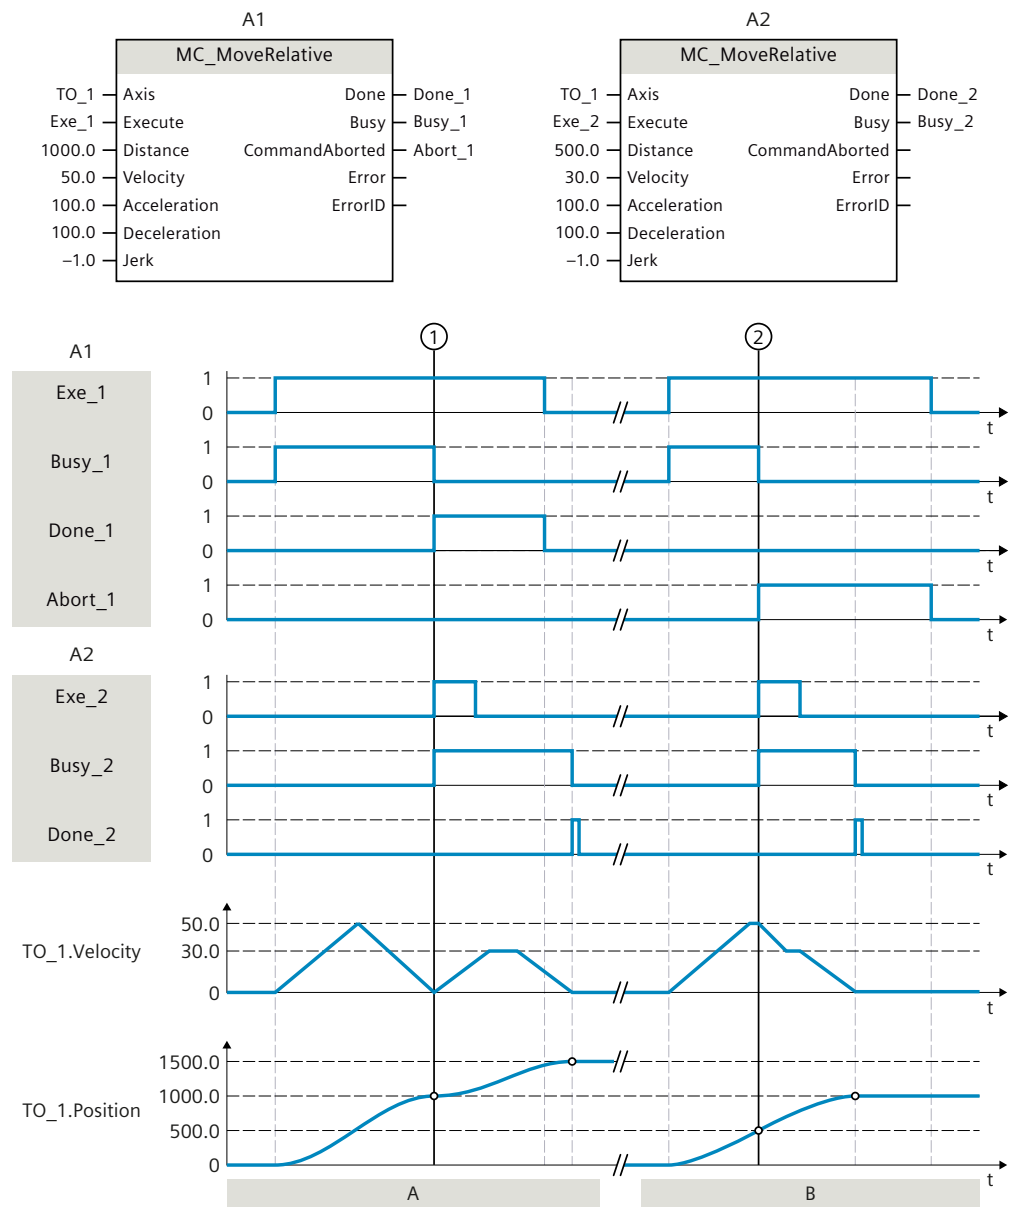 A1 A2
MC_MoveRelative MC_MoveRelative
TO_1 Axis Done Done_1 TO_1 Axis Done Done_2
Exe_1 Execute Busy Busy_1 Exe_2 Execute Busy Busy_2
1000.0 Distance CommandAborted Abort_1 500.0 Distance CommandAborted
50.0 Velocity Error 30.0 Velocity Error
100.0 Acceleration ErrorID 100.0 Acceleration ErrorID
100.0 Deceleration 100.0 Deceleration
–1.0 Jerk –1.0 Jerk
1 2
A1
Exe_1
1
0
t
Busy_1
1
0
t
Done_1
1
0
t
Abort_1
1
0
t
A2
Exe_2
1
0
t
Busy_2
1
0
t
Done_2
1
0
t
TO_1.Velocity
50.0
30.0
0
t
TO_1.Position
1500.0
1000.0
500.0
0
t
A B